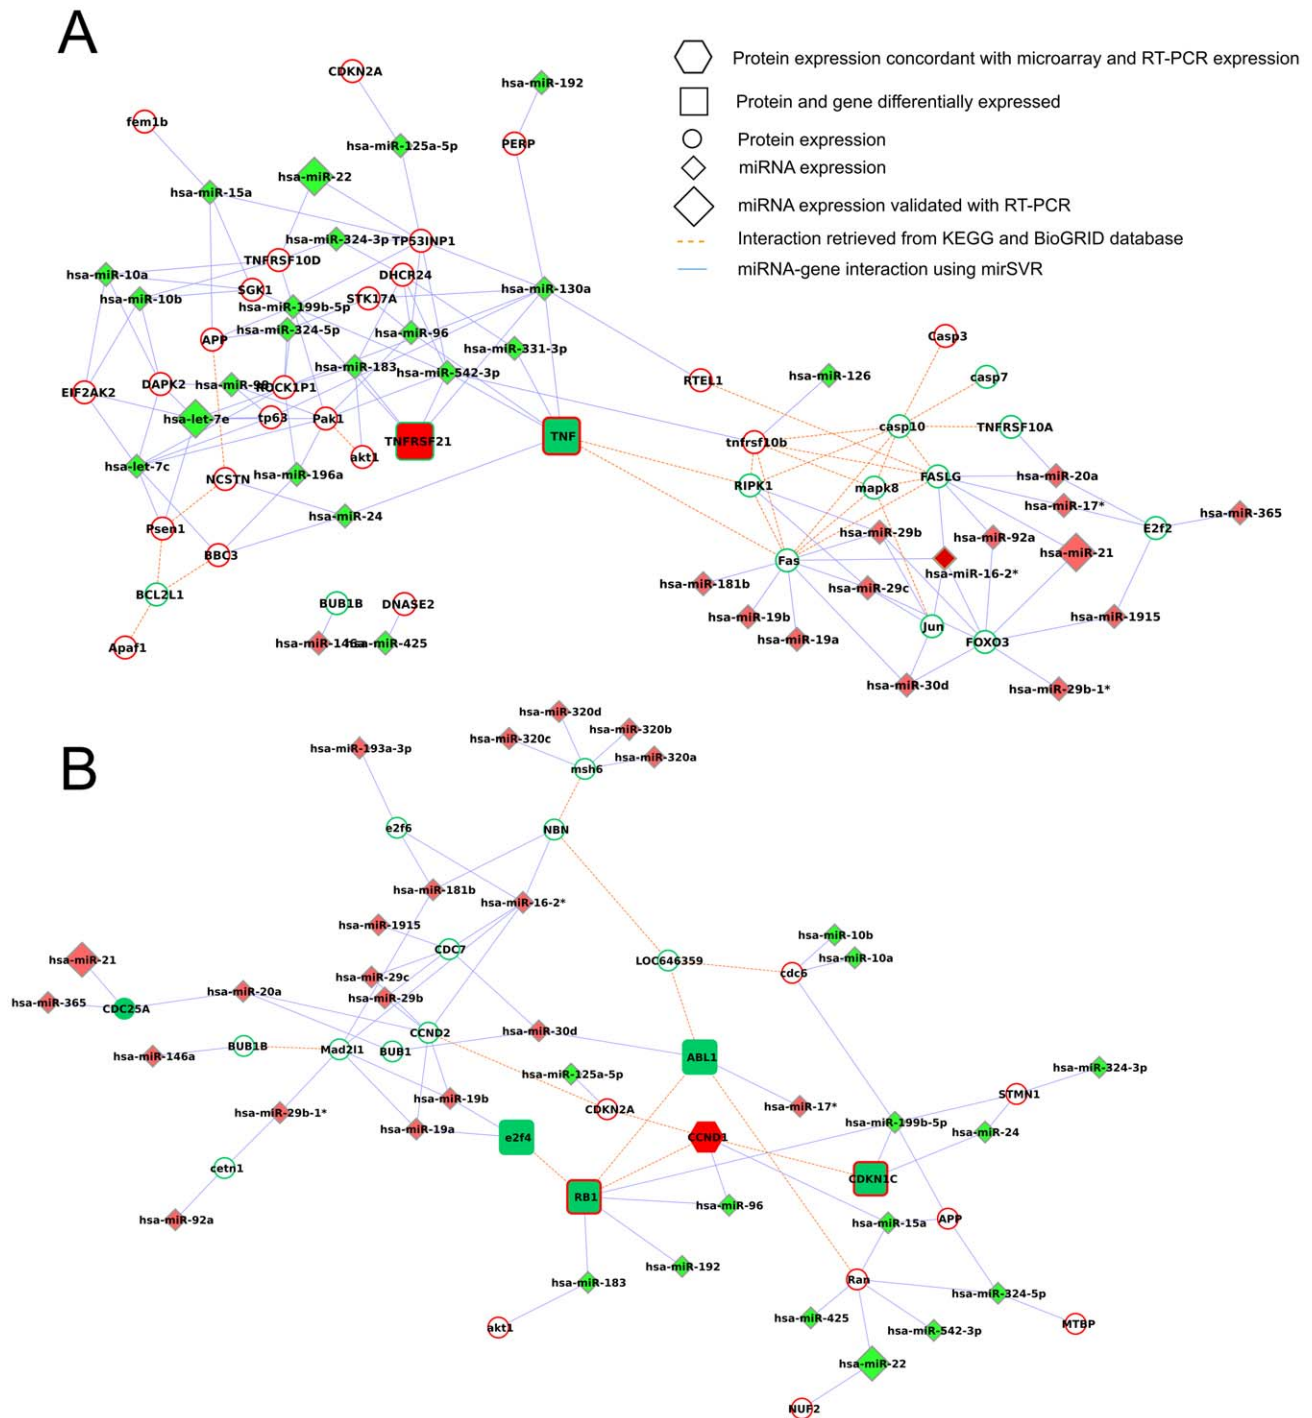 A
Protein expression concordant with microarray and RT-PCR expression
Protein and gene differentially expressed
Protein expression
miRNA expression
miRNA expression validated with RT-PCR
Interaction retrieved from KEGG and BioGRID database
miRNA-gene interaction using mirSVR
CDKN2A
hsa-miR-192
fem1b
PERP
hsa-miR-125a-5p
hsa-miR-22
hsa-miR-15a
hsa-miR-324-3p
TP53INP1
TNFRSF10D
hsa-miR-10a
DHCR24
SGK1
hsa-miR-130a
hsa-miR-10b
STK17A
hsa-miR-199b-5p
hsa-miR-324-5p
hsa-miR-96
APP
Casp3
hsa-miR-331-3p
hsa-miR-183
hsa-miR-542-3p
hsa-miR-126
casp7
RTEL1
EIF2AK2
DAPK2
hsa-miR-98
ROCK1P1
hsa-let-7e
tp63
Pak1
TNFRSF21
TNF
tnfrsf10b
casp10
TNFRSF10A
akt1
hsa-let-7c
NCSTN
hsa-miR-196a
RIPK1
mapk8
FASLG
hsa-miR-20a
hsa-miR-17*
hsa-miR-24
Psen1
hsa-miR-29b
hsa-miR-92a
E2f2
hsa-miR-365
BBC3
Fas
hsa-miR-21
hsa-miR-16-2*
hsa-miR-181b
hsa-miR-29c
BCL2L1
BUB1B
DNASE2
hsa-miR-19b
hsa-miR-1915
Jun
hsa-miR-19a
FOXO3
Apaf1
hsa-miR-146a
hsa-miR-425
hsa-miR-30d
hsa-miR-29b-1*
B
hsa-miR-320d
hsa-miR-320c
hsa-miR-320b
hsa-miR-193a-3p
hsa-miR-320a
msh6
e2f6
NBN
hsa-miR-181b
hsa-miR-16-2*
hsa-miR-1915
hsa-miR-10b
CDC7
hsa-miR-21
LOC646359
hsa-miR-10a
cdc6
hsa-miR-29c
hsa-miR-20a
hsa-miR-29b
hsa-miR-365
CDC25A
CCND2
hsa-miR-30d
BUB1B
Mad2l1
BUB1
hsa-miR-146a
ABL1
hsa-miR-125a-5p
hsa-miR-324-3p
STMN1
hsa-miR-19b
hsa-miR-29b-1*
CDKN2A
hsa-miR-17*
hsa-miR-199b-5p
hsa-miR-19a
e2f4
CCND1
hsa-miR-24
cetn1
CDKN1C
RB1
hsa-miR-96
hsa-miR-92a
hsa-miR-15a
APP
hsa-miR-192
hsa-miR-183
Ran
hsa-miR-324-5p
hsa-miR-425
akt1
hsa-miR-542-3p
MTBP
hsa-miR-22
NUF2